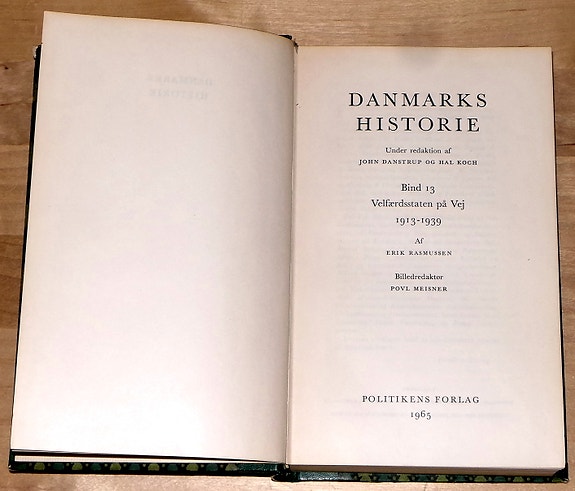 DANMARKS
HISTORIE
Under redaktion af
JOHN DANSTRUP OG HAL KOCH
Bind 13
Velfærdsstaten på Vej
1913-1939
Af
ERIK RASMUSSEN
Billedredaktør
POVL MEISNER
POLITIKENS FORLAG
1965